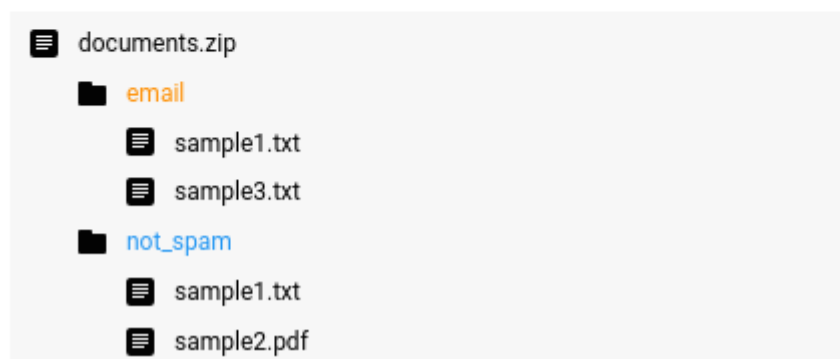 documents.zip
email
sample1.txt
sample3.txt
not_spam
sample1.txt
sample2.pdf